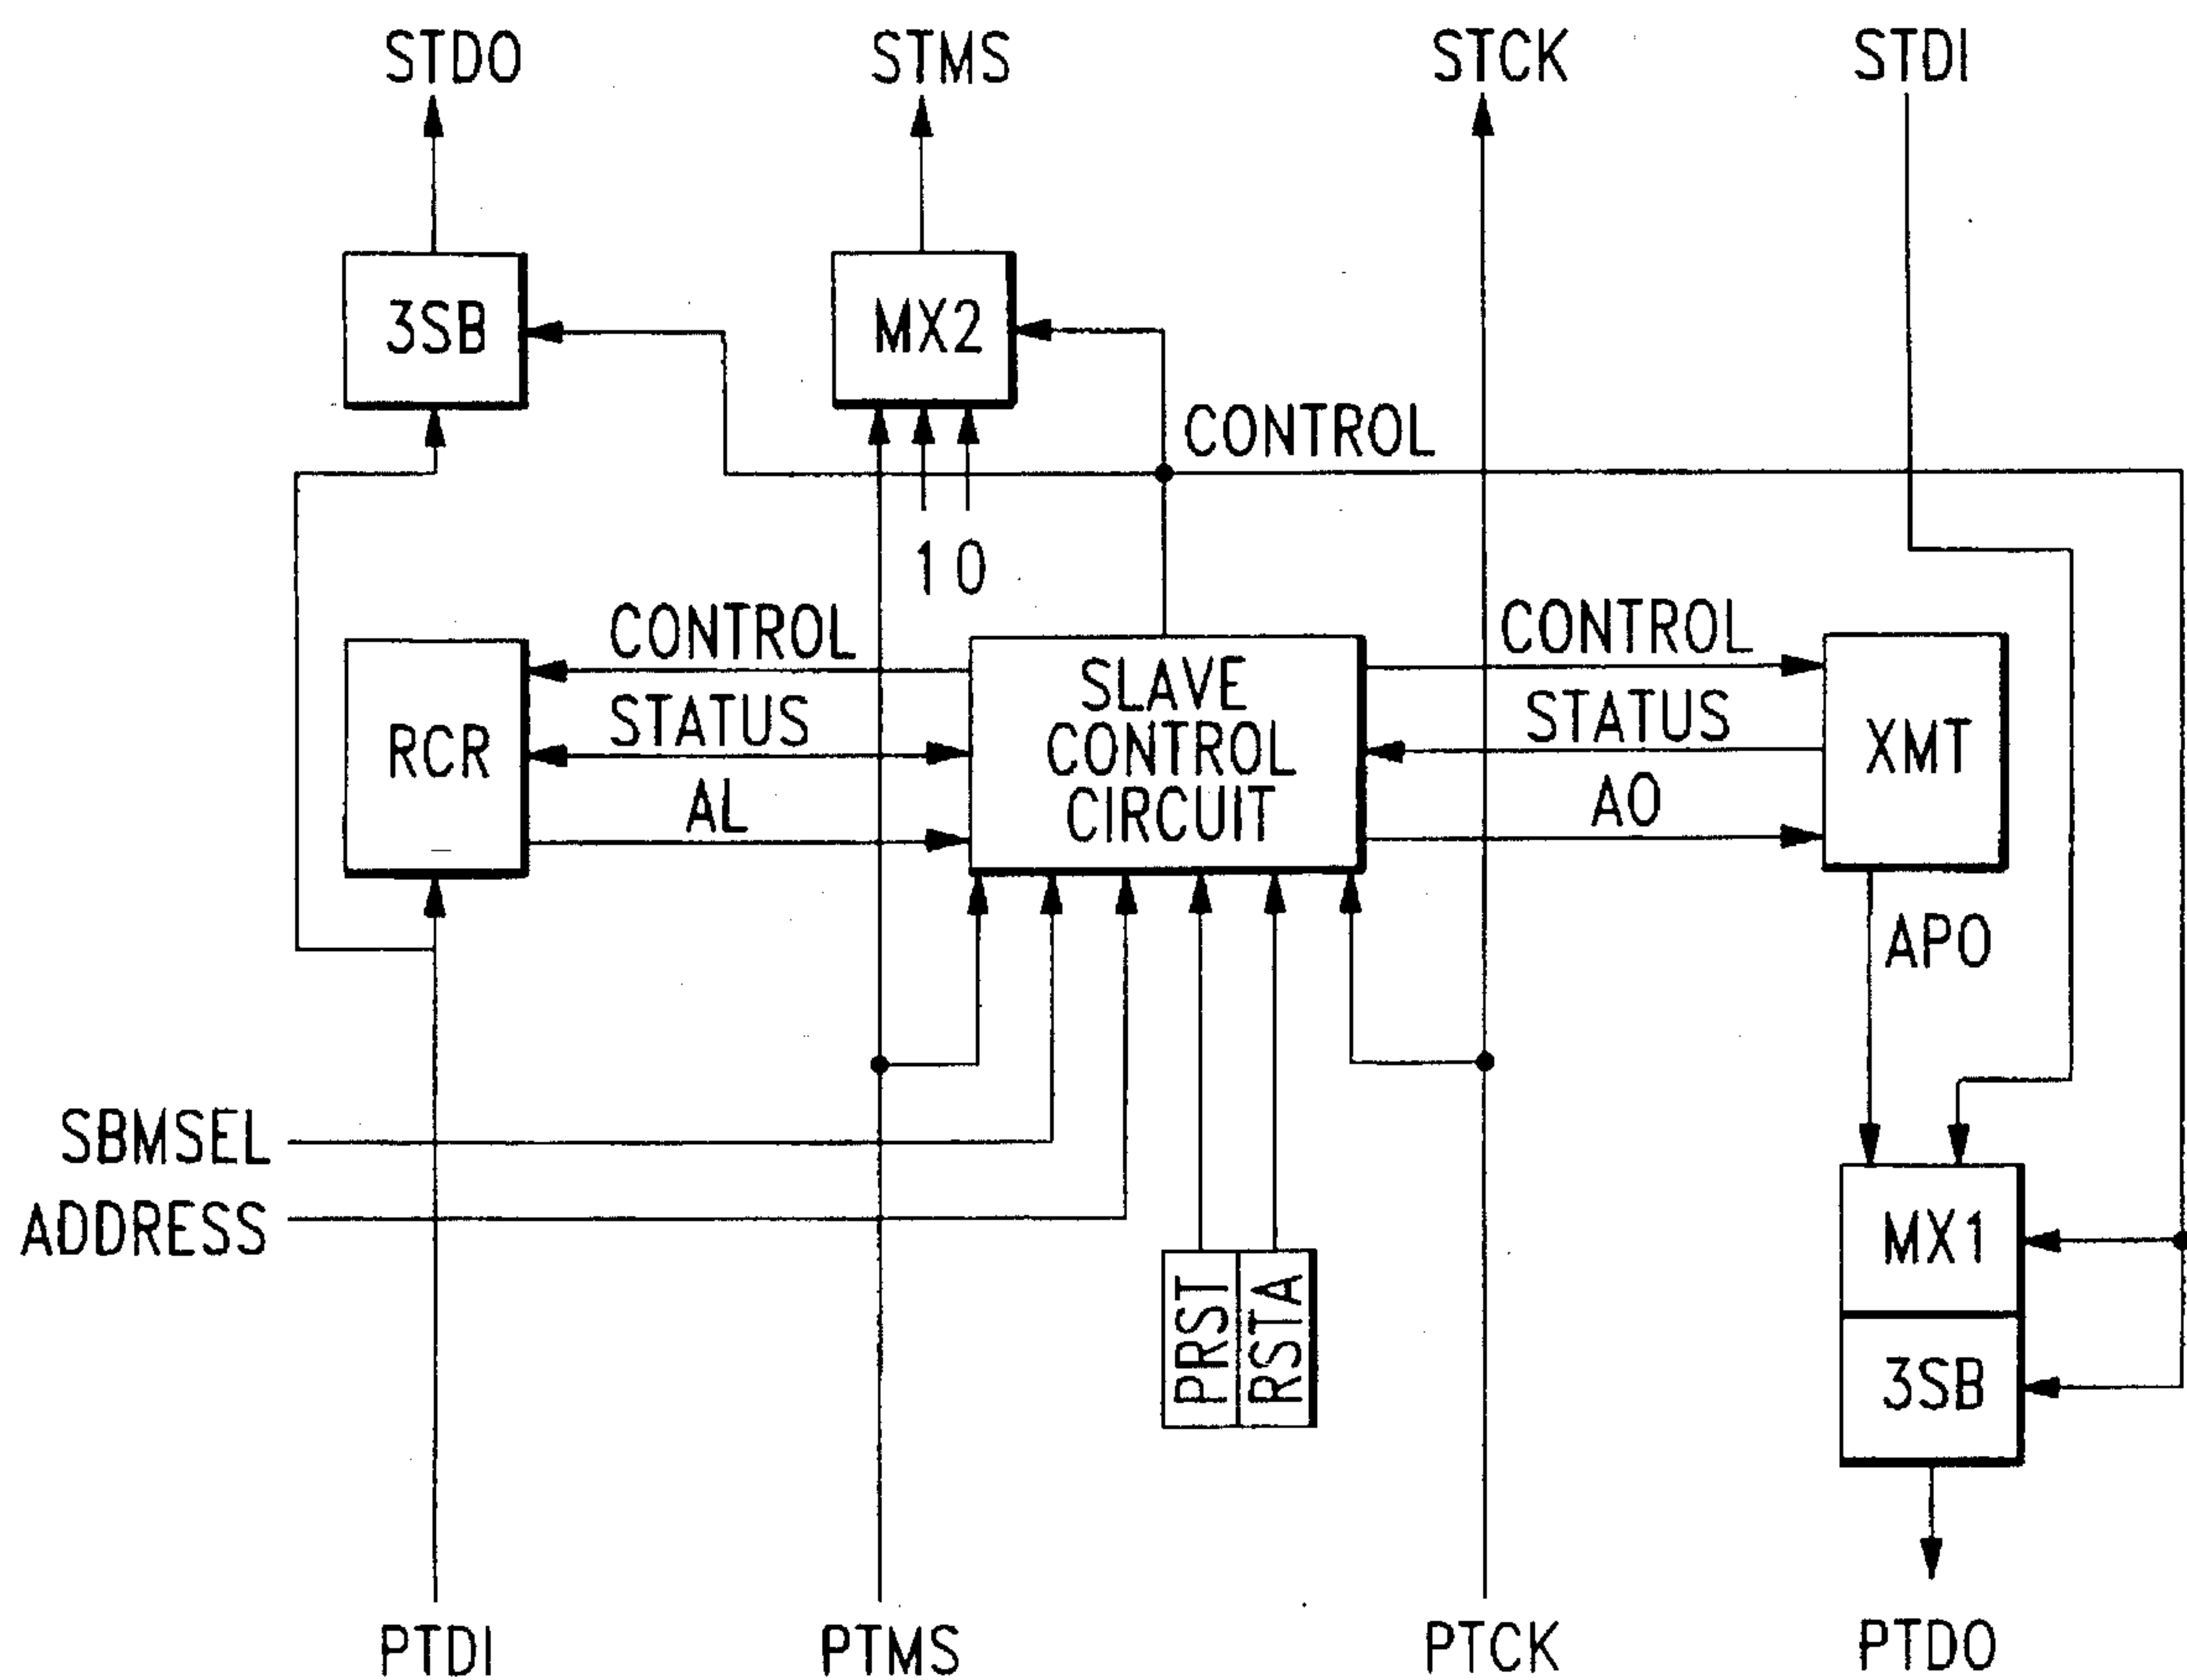 STDO STMS STCK STDI
3SB MX2
CONTROL
1 0
CONTROL CONTROL
SLAVE
CONTROL
CIRCUIT
STATUS STATUS
RCR XMT
AL AO
APO
SBMSEL
ADDRESS
PRST
RSTA
MX1
3SB
PTDI PTMS PTCK PTDO